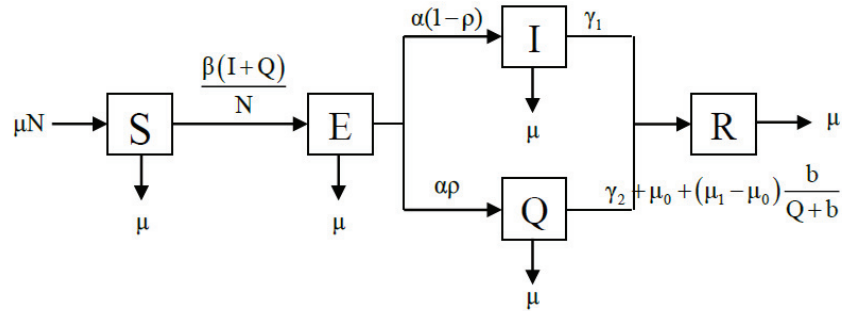 α(1−ρ)
I
γ₁
β(I+Q)
N
μN
S
E
μ
R
μ
μ
μ
αρ
Q
γ₂ + μ₀ + (μ₁ − μ₀) b
Q + b
μ